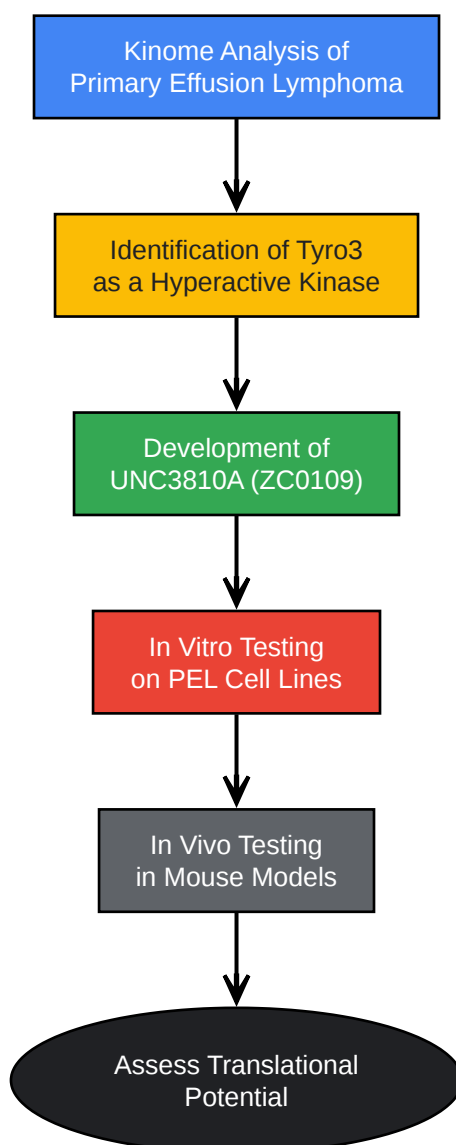 Kinome Analysis of
Primary Effusion Lymphoma
Identification of Tyro3
as a Hyperactive Kinase
Development of
UNC3810A (ZC0109)
In Vitro Testing
on PEL Cell Lines
In Vivo Testing
in Mouse Models
Assess Translational
Potential